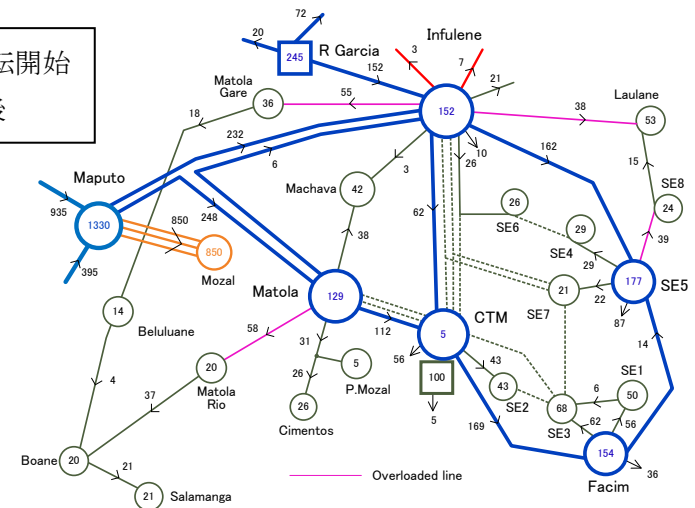 転開始
後
72
20
R Garcia
245
152
Infulene
3
7
21
Matola
Gare
36
55
152
38
Laulane
53
18
232
6
10
26
162
15
SE8
24
Maputo
935
1330
395
850
850
Mozal
248
Machava
42
3
38
62
26
SE6
29
SE4
29
39
177
SE5
22
21
SE7
87
14
Beluluane
4
Matola
129
58
112
31
26
5
P.Mozal
26
Cimentos
CTM
5
56
100
5
43
43
SE2
169
14
SE1
50
6
68
SE3
62
56
154
Facim
36
20
Matola
Rio
37
Boane
20
21
21
Salamanga
Overloaded line